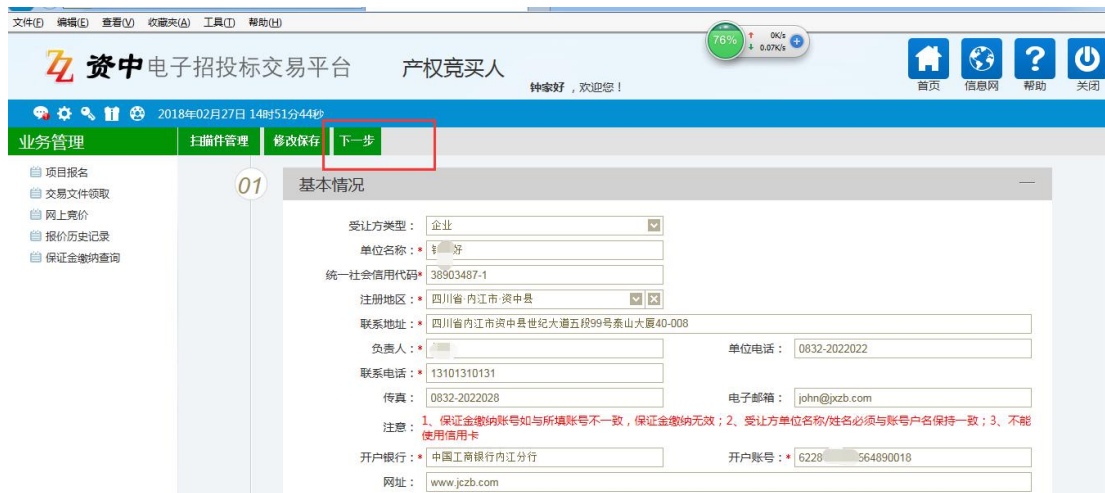 文件(F) 编辑(E) 查看(V) 收藏夹(A) 工具(T) 帮助(H)
76% 0K/s
0.07K/s
资中电子招投标交易平台 产权竞买人
钟家好，欢迎您！
首页 信息网 帮助 关闭
2018年02月27日 14时51分44秒
业务管理 扫描件管理 修改保存 下一步
项目报名
交易文件领取
网上竞价
报价历史记录
保证金缴纳查询
01 基本情况
受让方类型： 企业
单位名称：* 好
统一社会信用代码* 38903487-1
注册地区：* 四川省·内江市·资中县
联系地址：* 四川省内江市资中县世纪大道五段99号泰山大厦40-008
负责人：* 单位电话： 0832-2022022
联系电话：* 13101310131
传真： 0832-2022028 电子邮箱： john@jxzb.com
注意： 1、保证金缴纳账号如与所填账号不一致，保证金缴纳无效；2、受让方单位名称/姓名必须与账号户名保持一致；3、不能
使用信用卡
开户银行：* 中国工商银行内江分行 开户账号：* 6228 564890018
网址： www.jczb.com